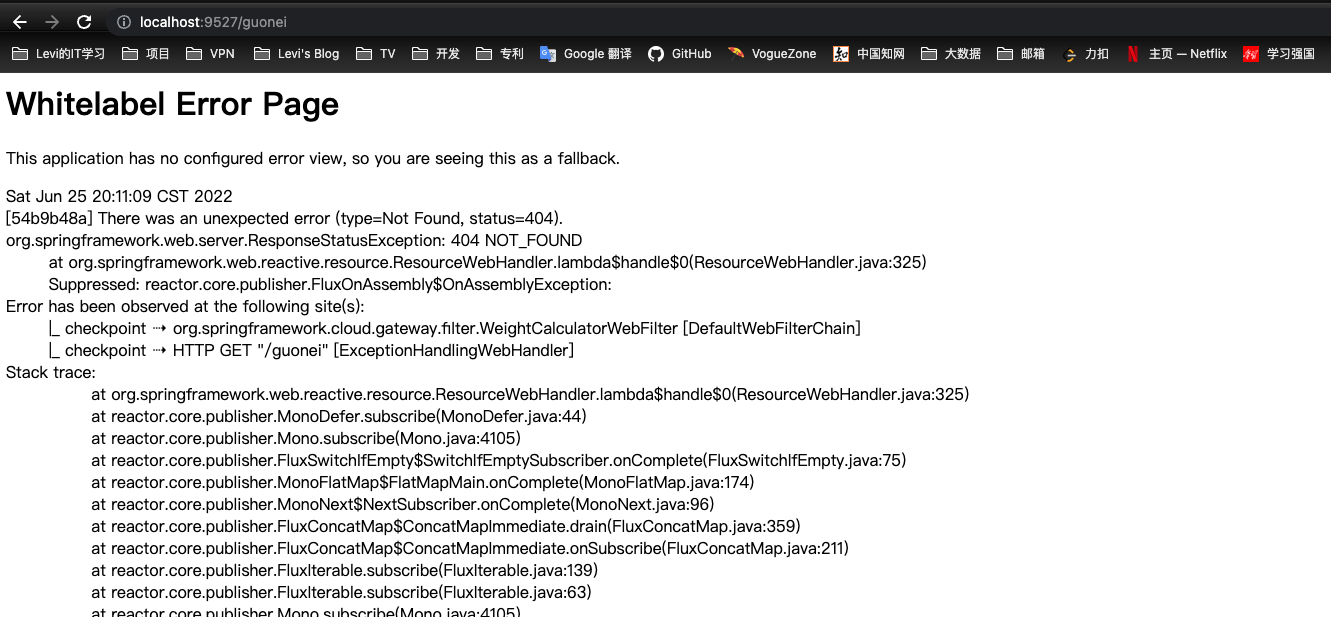 localhost:9527/guonei
Levi的IT学习 项目 VPN Levi's Blog TV 开发 专利 Google 翻译 GitHub VogueZone 中国知网 大数据 邮箱 力扣 主页 — Netflix 学习强国
Whitelabel Error Page
This application has no configured error view, so you are seeing this as a fallback.
Sat Jun 25 20:11:09 CST 2022
[54b9b48a] There was an unexpected error (type=Not Found, status=404).
org.springframework.web.server.ResponseStatusException: 404 NOT_FOUND
at org.springframework.web.reactive.resource.ResourceWebHandler.lambda$handle$0(ResourceWebHandler.java:325)
Suppressed: reactor.core.publisher.FluxOnAssembly$OnAssemblyException:
Error has been observed at the following site(s):
|_ checkpoint ⇢ org.springframework.cloud.gateway.filter.WeightCalculatorWebFilter [DefaultWebFilterChain]
|_ checkpoint ⇢ HTTP GET "/guonei" [ExceptionHandlingWebHandler]
Stack trace:
at org.springframework.web.reactive.resource.ResourceWebHandler.lambda$handle$0(ResourceWebHandler.java:325)
at reactor.core.publisher.MonoDefer.subscribe(MonoDefer.java:44)
at reactor.core.publisher.Mono.subscribe(Mono.java:4105)
at reactor.core.publisher.FluxSwitchIfEmpty$SwitchIfEmptySubscriber.onComplete(FluxSwitchIfEmpty.java:75)
at reactor.core.publisher.MonoFlatMap$FlatMapMain.onComplete(MonoFlatMap.java:174)
at reactor.core.publisher.MonoNext$NextSubscriber.onComplete(MonoNext.java:96)
at reactor.core.publisher.FluxConcatMap$ConcatMapImmediate.drain(FluxConcatMap.java:359)
at reactor.core.publisher.FluxConcatMap$ConcatMapImmediate.onSubscribe(FluxConcatMap.java:211)
at reactor.core.publisher.FluxIterable.subscribe(FluxIterable.java:139)
at reactor.core.publisher.FluxIterable.subscribe(FluxIterable.java:63)
at reactor.core.publisher.Mono.subscribe(Mono.java:4105)